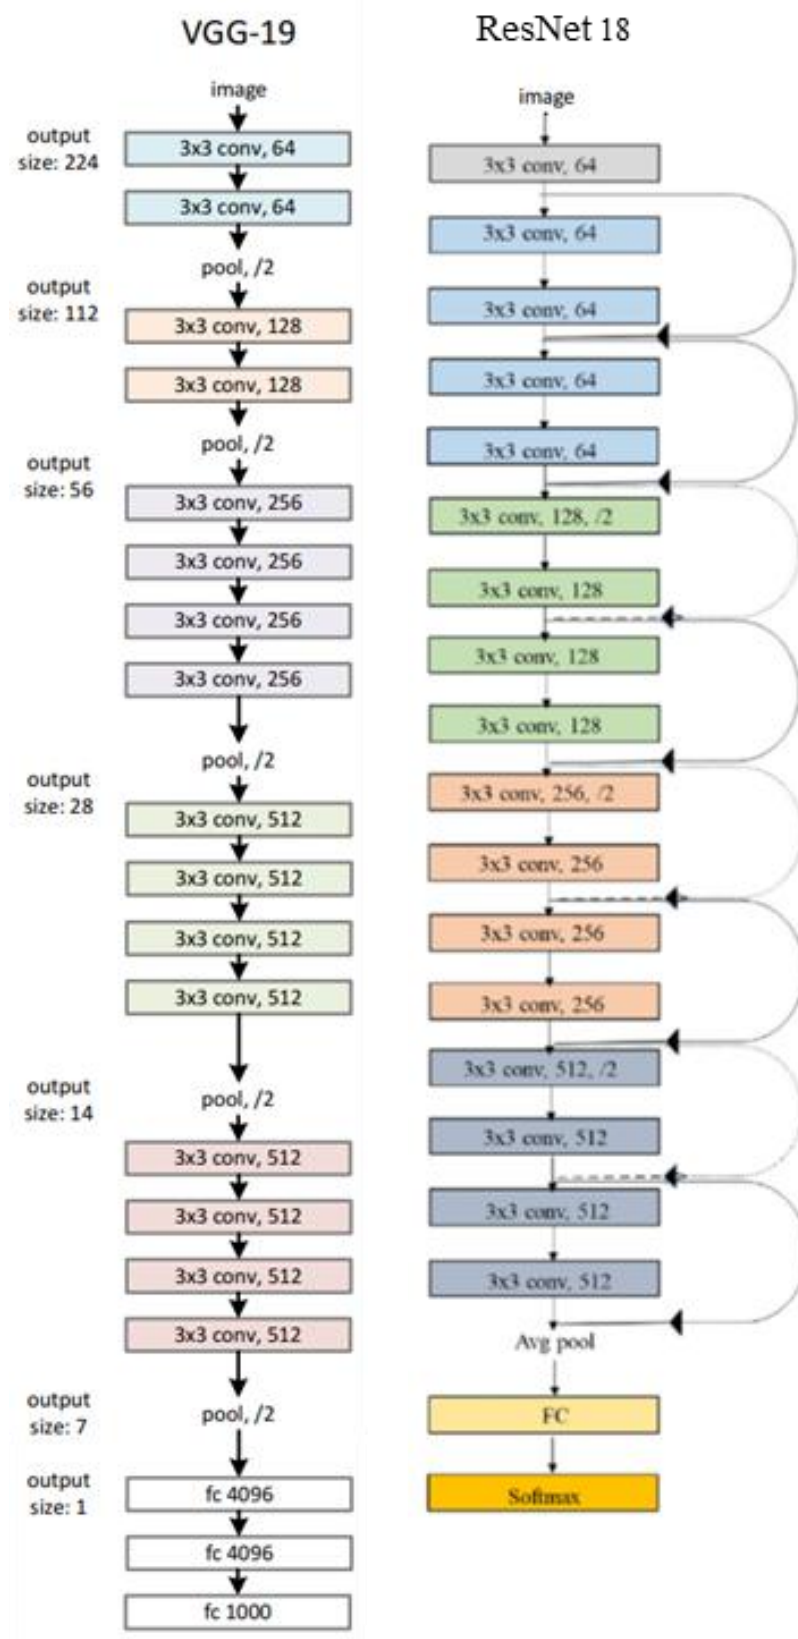 VGG-19
image
output
size: 224
3x3 conv, 64
3x3 conv, 64
pool, /2
output
size: 112
3x3 conv, 128
3x3 conv, 128
pool, /2
output
size: 56
3x3 conv, 256
3x3 conv, 256
3x3 conv, 256
3x3 conv, 256
pool, /2
output
size: 28
3x3 conv, 512
3x3 conv, 512
3x3 conv, 512
3x3 conv, 512
output
size: 14
pool, /2
3x3 conv, 512
3x3 conv, 512
3x3 conv, 512
3x3 conv, 512
output
size: 7
pool, /2
output
size: 1
fc 4096
fc 4096
fc 1000
ResNet 18
image
3x3 conv, 64
3x3 conv, 64
3x3 conv, 64
3x3 conv, 64
3x3 conv, 64
3x3 conv, 128, /2
3x3 conv, 128
3x3 conv, 128
3x3 conv, 128
3x3 conv, 256, /2
3x3 conv, 256
3x3 conv, 256
3x3 conv, 256
3x3 conv, 512, /2
3x3 conv, 512
3x3 conv, 512
3x3 conv, 512
Avg pool
FC
Softmax